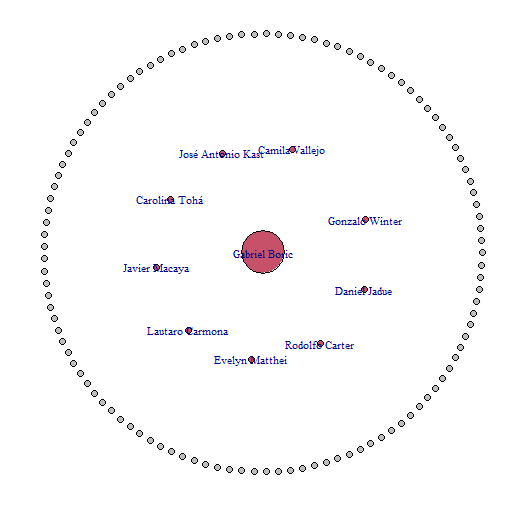 Camila Vallejo
José Antonio Kast
Carolina Tohá
Gonzalo Winter
Gabriel Boric
Javier Macaya
Daniel Jadue
Lautaro Carmona
Rodolfo Carter
Evelyn Matthei